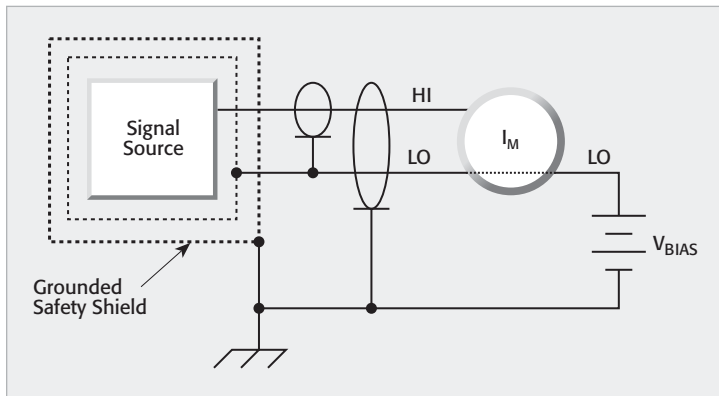 Signal
Source
HI
I_M
LO
LO
V_BIAS
Grounded
Safety Shield